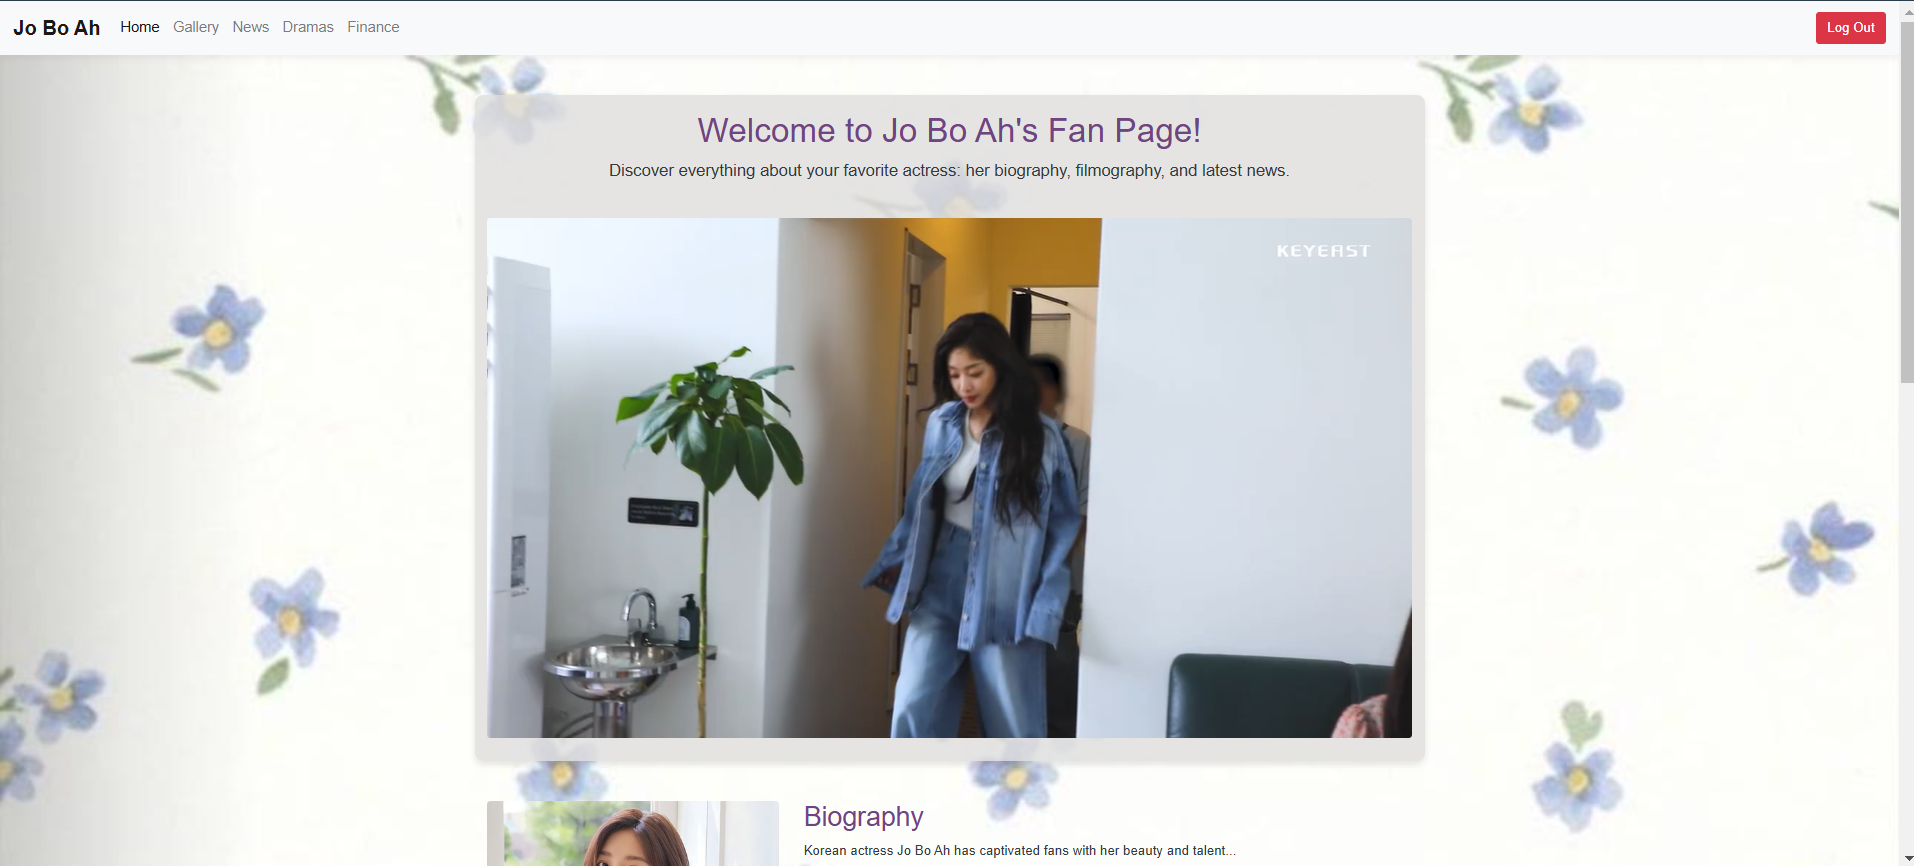 Jo Bo Ah Home Gallery News Dramas Finance Log Out
Welcome to Jo Bo Ah's Fan Page!
Discover everything about your favorite actress: her biography, filmography, and latest news.
KEYEAST
Biography
Korean actress Jo Bo Ah has captivated fans with her beauty and talent...